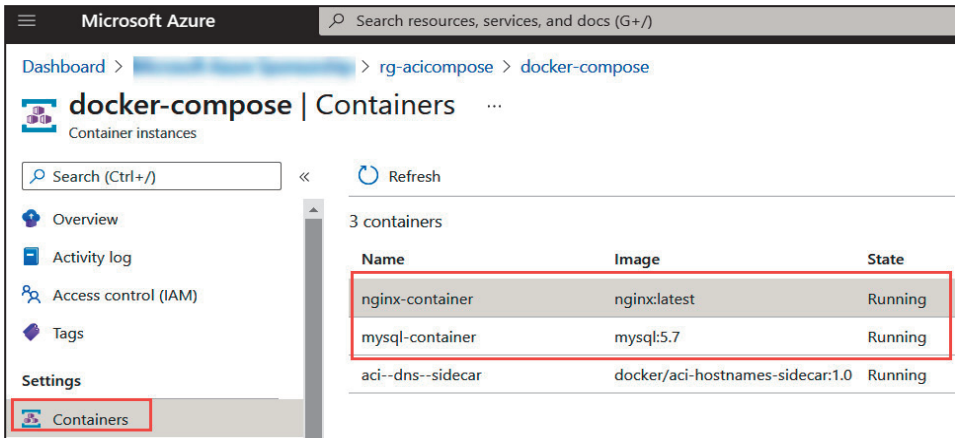 Microsoft Azure
Search resources, services, and docs (G+/)
Dashboard > > rg-acicompose > docker-compose
docker-compose | Containers ...
Container instances
Search (Ctrl+/)
«
Refresh
Overview
3 containers
Activity log
Name Image State
Access control (IAM)
nginx-container nginx:latest Running
Tags
mysql-container mysql:5.7 Running
Settings
aci--dns--sidecar docker/aci-hostnames-sidecar:1.0 Running
Containers